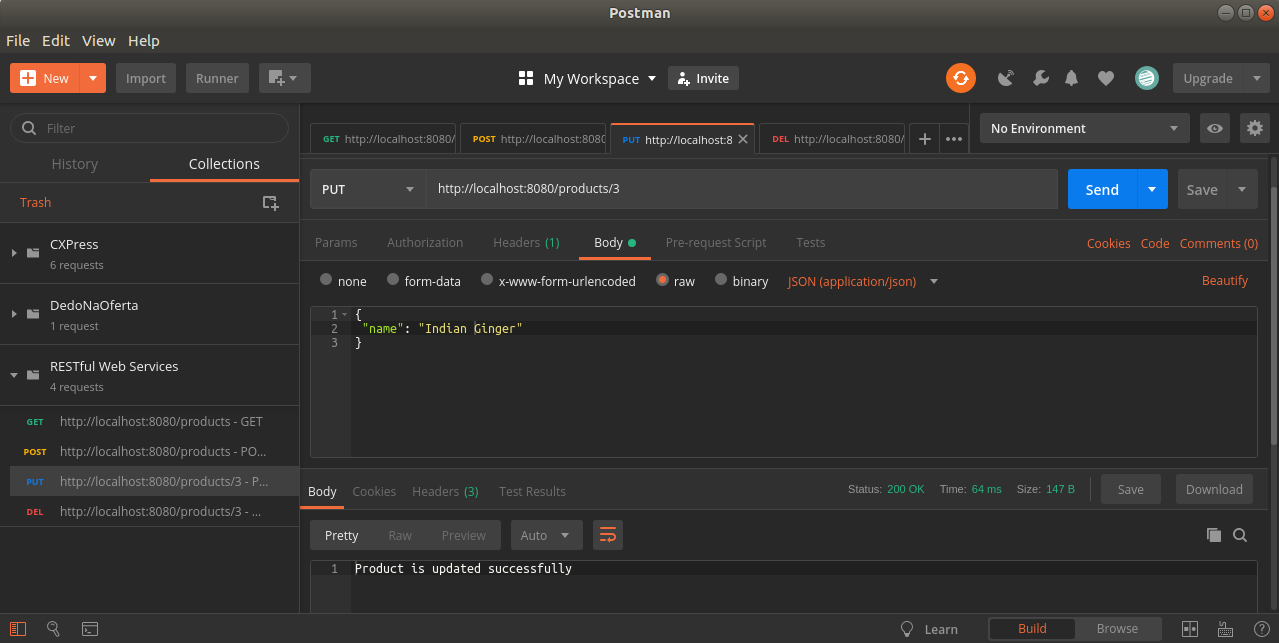 Postman
File Edit View Help
New Import Runner My Workspace Invite Upgrade
Filter
History Collections
Trash
CXPress
6 requests
DedoNaOferta
1 request
RESTful Web Services
4 requests
GET http://localhost:8080/products - GET
POST http://localhost:8080/products - PO...
PUT http://localhost:8080/products/3 - P...
DEL http://localhost:8080/products/3 - ...
GET http://localhost:8080/ POST http://localhost:8080 PUT http://localhost:8 DEL http://localhost:8080/ No Environment
PUT http://localhost:8080/products/3 Send Save
Params Authorization Headers (1) Body Pre-request Script Tests Cookies Code Comments (0)
none form-data x-www-form-urlencoded raw binary JSON (application/json) Beautify
1 {
2 "name": "Indian Ginger"
3 }
Body Cookies Headers (3) Test Results Status: 200 OK Time: 64 ms Size: 147 B Save Download
Pretty Raw Preview Auto
1 Product is updated successfully
Learn Build Browse